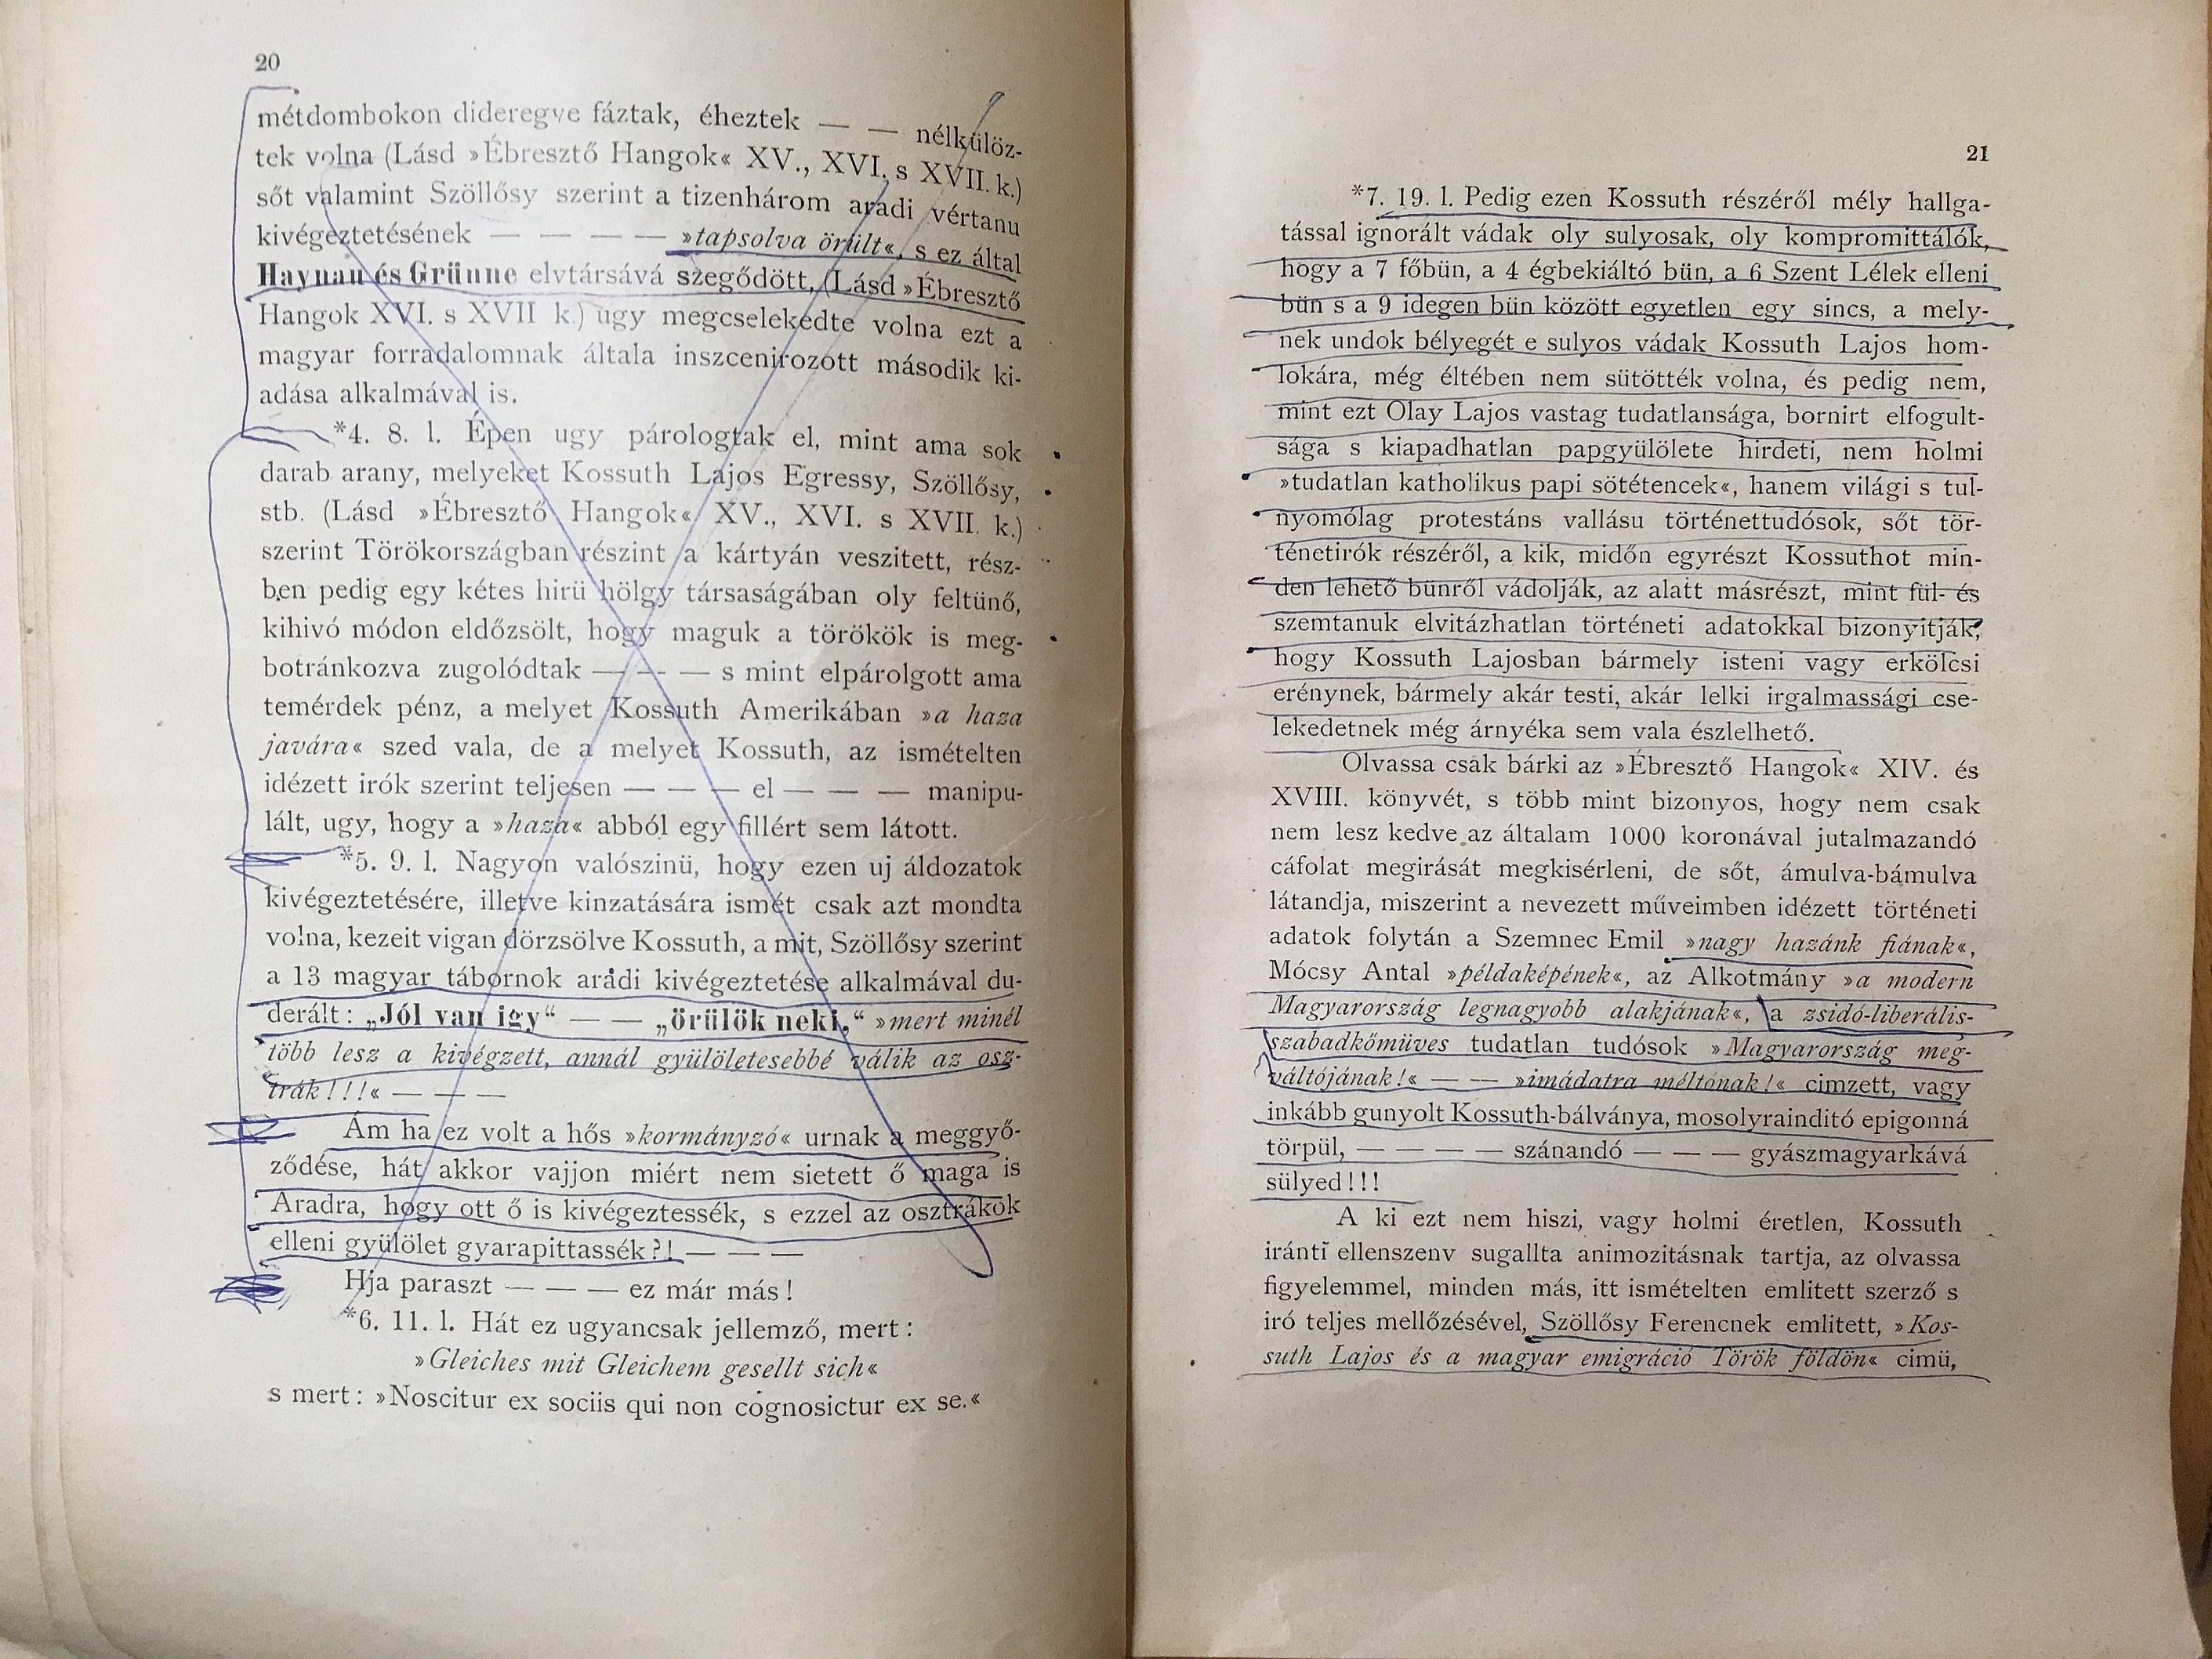 20
métdombokon dideregve fáztak, éheztek — — nélkülöz-
tek volna (Lásd »Ébresztő Hangok« XV., XVI. s XVII. k.)
sőt valamint Szöllősy szerint a tizenhárom aradi vértanu
kivégeztetésének — — — — »tapsolva örült«, s ez által
Haynau és Grünne elvtársává szegődött, (Lásd »Ébresztő
Hangok XVI. s XVII k.) ugy megcselekedte volna ezt a
magyar forradalomnak általa inszcenirozott második ki-
adása alkalmával is.
*4. 8. l. Épen ugy párologtak el, mint ama sok
darab arany, melyeket Kossuth Lajos Egressy, Szöllősy,
stb. (Lásd »Ébresztő Hangok« XV., XVI. s XVII. k.)
szerint Törökországban részint a kártyán veszitett, rész-
ben pedig egy kétes hirü hölgy társaságában oly feltünő,
kihivó módon eldőzsölt, hogy maguk a törökök is meg-
botránkozva zugolódtak — — — s mint elpárolgott ama
temérdek pénz, a melyet Kossuth Amerikában »a haza
javára« szed vala, de a melyet Kossuth, az ismételten
idézett irók szerint teljesen — — — el — — — manipu-
lált, ugy, hogy a »haza« abból egy fillért sem látott.
*5. 9. l. Nagyon valószinü, hogy ezen uj áldozatok
kivégeztetésére, illetve kinzatására ismét csak azt mondta
volna, kezeit vigan dörzsölve Kossuth, a mit, Szöllősy szerint
a 13 magyar tábornok aradi kivégeztetése alkalmával du-
derált: „Jól van igy“ — — „örülök neki,“ »mert minél
több lesz a kivégzett, annál gyülöletesebbé válik az osz-
trák!!!« — — —
Ám ha ez volt a hős »kormányzó« urnak a meggyő-
ződése, hát akkor vajjon miért nem sietett ő maga is
Aradra, hogy ott ő is kivégeztessék, s ezzel az osztrákok
elleni gyülölet gyarapittassék?! — — —
Hja paraszt — — — ez már más!
*6. 11. l. Hát ez ugyancsak jellemző, mert:
»Gleiches mit Gleichem gesellt sich«
s mert: »Noscitur ex sociis qui non cognosictur ex se.«
21
*7. 19. l. Pedig ezen Kossuth részéről mély hallga-
tással ignorált vádak oly sulyosak, oly kompromittálók,
hogy a 7 főbün, a 4 égbekiáltó bün, a 6 Szent Lélek elleni
bün s a 9 idegen bün között egyetlen egy sincs, a mely-
nek undok bélyegét e sulyos vádak Kossuth Lajos hom-
lokára, még éltében nem sütötték volna, és pedig nem,
mint ezt Olay Lajos vastag tudatlansága, bornirt elfogult-
sága s kiapadhatlan papgyülölete hirdeti, nem holmi
»tudatlan katholikus papi sötétencek«, hanem világi s tul-
nyomólag protestáns vallásu történettudósok, sőt tör-
ténetirók részéről, a kik, midőn egyrészt Kossuthot min-
den lehető bünről vádolják, az alatt másrészt, mint fül- és
szemtanuk elvitázhatlan történeti adatokkal bizonyitják,
hogy Kossuth Lajosban bármely isteni vagy erkölcsi
erénynek, bármely akár testi, akár lelki irgalmassági cse-
lekedetnek még árnyéka sem vala észlelhető.
Olvassa csak bárki az »Ébresztő Hangok« XIV. és
XVIII. könyvét, s több mint bizonyos, hogy nem csak
nem lesz kedve az általam 1000 koronával jutalmazandó
cáfolat megirását megkisérleni, de sőt, ámulva-bámulva
látandja, miszerint a nevezett műveimben idézett történeti
adatok folytán a Szemnec Emil »nagy hazánk fiának«,
Mócsy Antal »példaképének«, az Alkotmány »a modern
Magyarország legnagyobb alakjának«, a zsidó-liberális-
szabadkőmüves tudatlan tudósok »Magyarország meg-
váltójának!« — — »imádatra méltónak!« cimzett, vagy
inkább gunyolt Kossuth-bálványa, mosolyrainditó epigonná
törpül, — — — — szánandó — — — gyászmagyarkává
sülyed!!!
A ki ezt nem hiszi, vagy holmi éretlen, Kossuth
iránti ellenszenv sugallta animozitásnak tartja, az olvassa
figyelemmel, minden más, itt ismételten emlitett szerző s
iró teljes mellőzésével, Szöllősy Ferencnek emlitett, »Kos-
suth Lajos és a magyar emigráció Török földön« cimü,